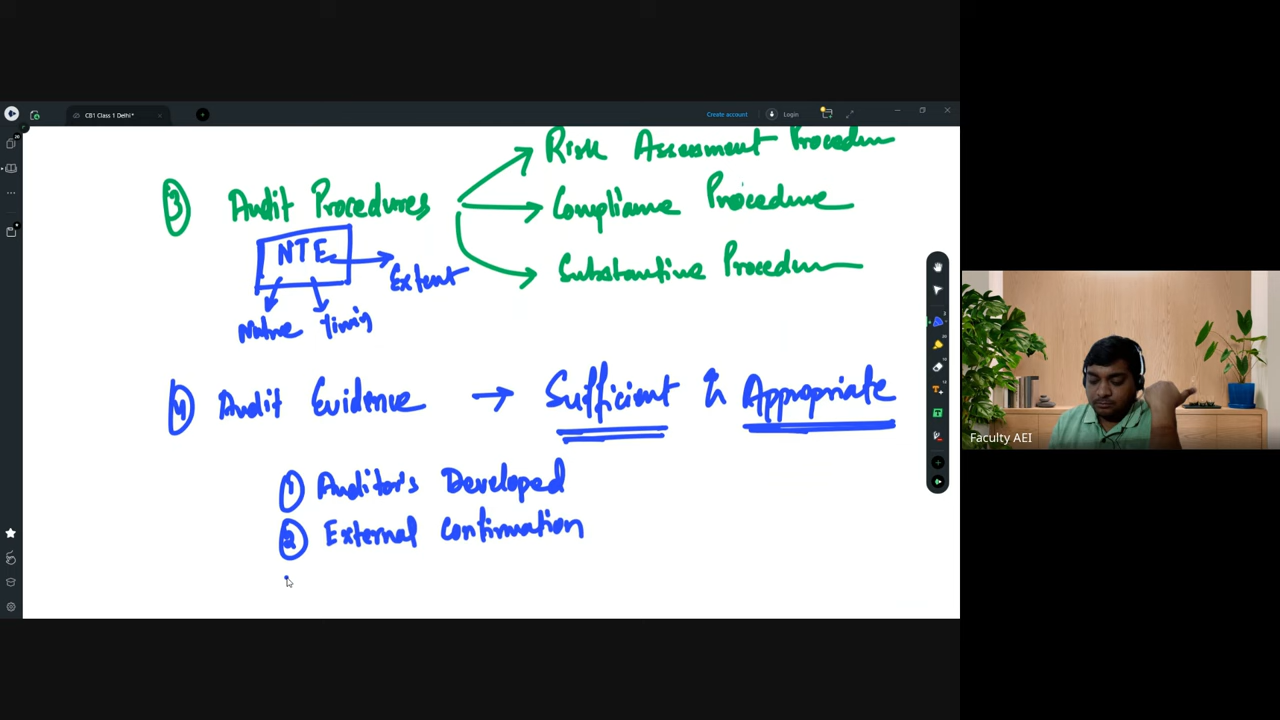 CB1 Class 1 Delhi*
Create account
Login
Risk Assessment Procedure
③ Audit Procedures
Compliance Procedure
NTE
Extent
Substantive Procedure
Nature Timing
④ Audit Evidence → Sufficient & Appropriate
① Auditor's Developed
② External Confirmation
Faculty AEI